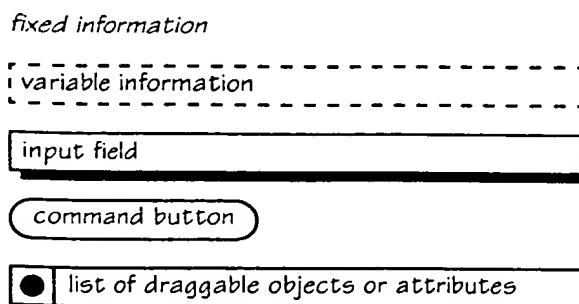 fixed information
variable information
input field
command button
list of draggable objects or attributes